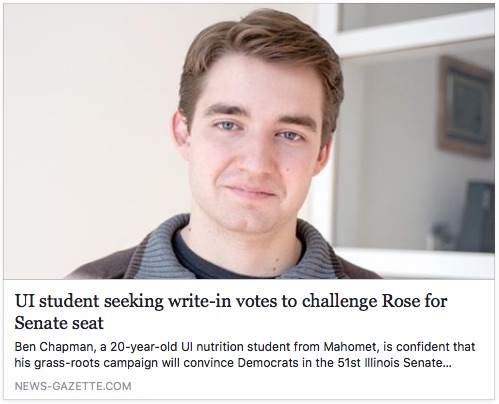 UI student seeking write-in votes to challenge Rose for
Senate seat
Ben Chapman, a 20-year-old UI nutrition student from Mahomet, is confident that
his grass-roots campaign will convince Democrats in the 51st Illinois Senate...
NEWS-GAZETTE.COM